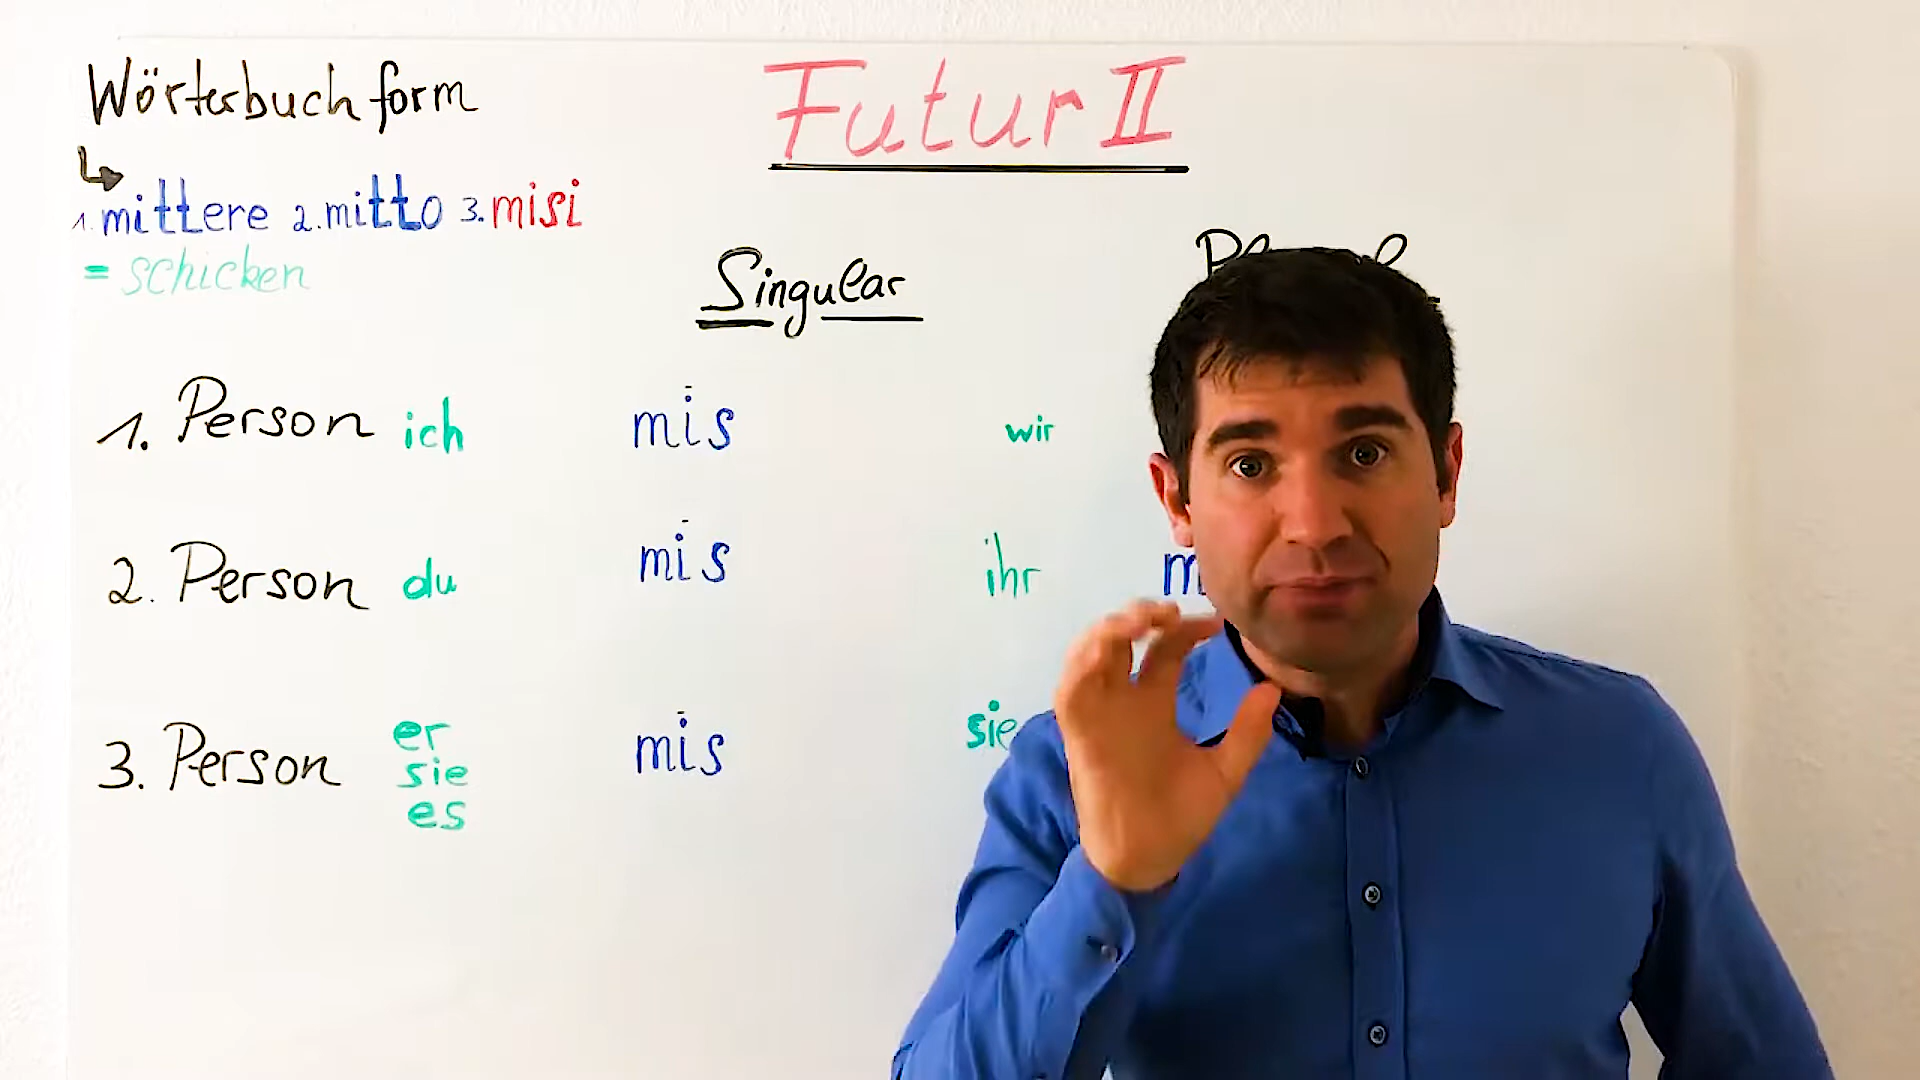 Wörterbuchform
Futur II
1. mittere 2. mitto 3. misi
= schicken
Singular
1. Person ich mis wir
2. Person du mis ihr m
3. Person er mis sie
sie
es